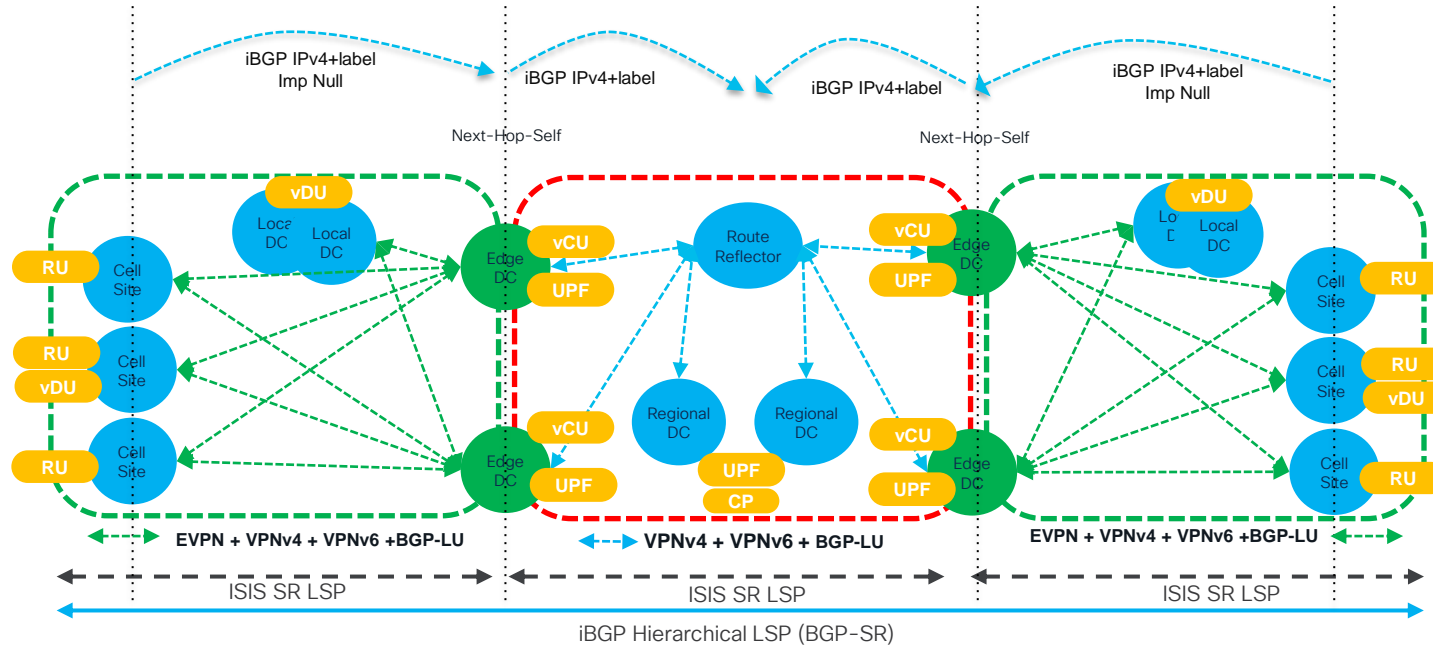 iBGP IPv4+label
Imp Null
iBGP IPv4+label
iBGP IPv4+label
iBGP IPv4+label
Imp Null
Next-Hop-Self
Next-Hop-Self
vDU
Local
DC
Local
DC
RU
Cell
Site
RU
vDU
Cell
Site
RU
Cell
Site
Edge
DC
vCU
UPF
Edge
DC
vCU
UPF
Route
Reflector
Regional
DC
Regional
DC
UPF
CP
vCU
UPF
Edge
DC
vCU
UPF
Edge
DC
vDU
Local
DC
Cell
Site
RU
Cell
Site
RU
vDU
Cell
Site
RU
EVPN + VPNv4 + VPNv6 +BGP-LU
VPNv4 + VPNv6 + BGP-LU
EVPN + VPNv4 + VPNv6 +BGP-LU
ISIS SR LSP
ISIS SR LSP
ISIS SR LSP
iBGP Hierarchical LSP (BGP-SR)